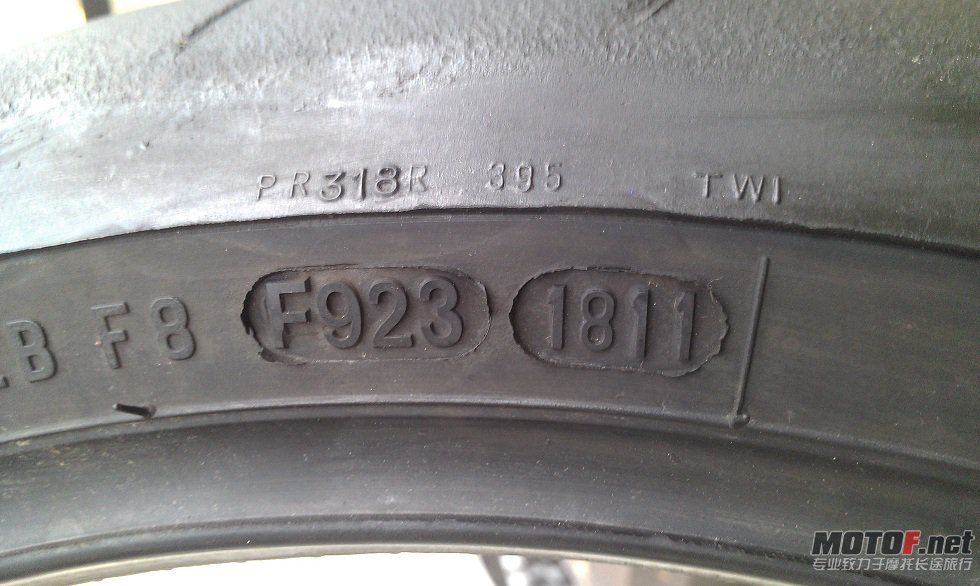 PR318R 395 TWI
LB F8 F923 1811
MOTOF.net
专业致力于摩托长途旅行